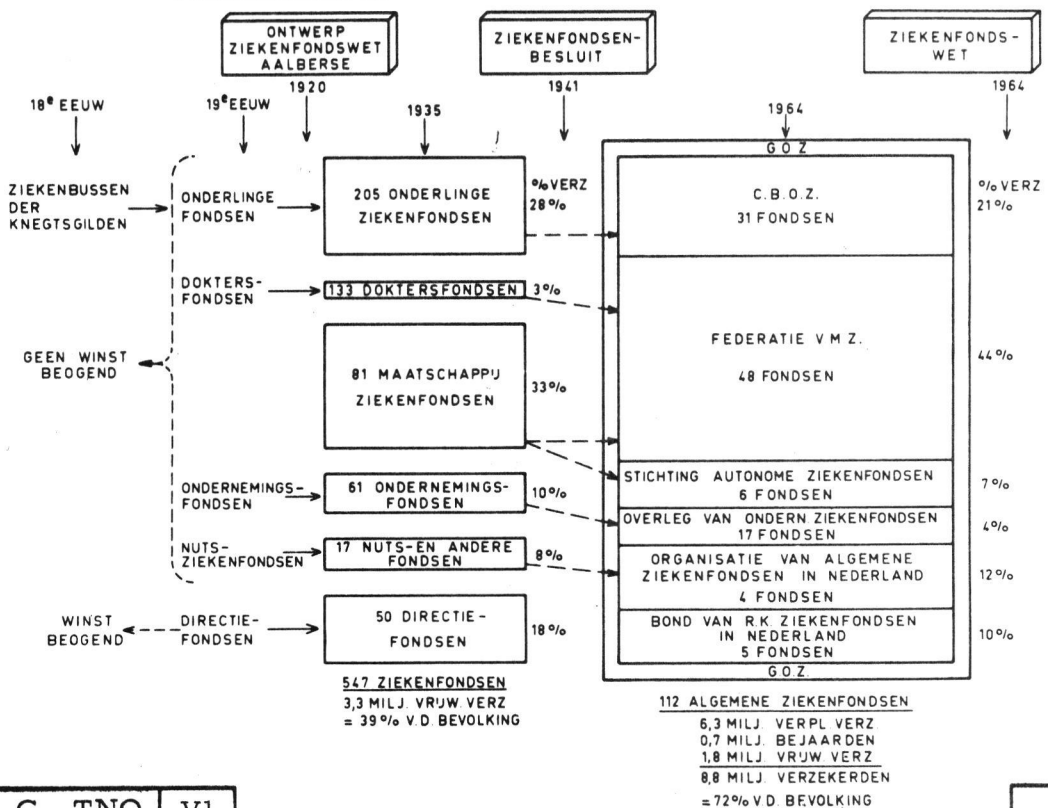 ONTWERP
ZIEKENFONDSWET
AALBERSE
ZIEKENFONDSEN-
BESLUIT
ZIEKENFONDS-
WET
18e EEUW
19e EEUW
1920
1935
1941
1964
1964
ZIEKENBUSSEN
DER
KNEGTSGILDEN
GEEN WINST
BEOGEND
WINST
BEOGEND
ONDERLINGE
FONDSEN
DOKTERS-
FONDSEN
ONDERNEMINGS-
FONDSEN
NUTS-
ZIEKENFONDSEN
DIRECTIE-
FONDSEN
205 ONDERLINGE
ZIEKENFONDSEN
133 DOKTERSFONDSEN
81 MAATSCHAPPIJ
ZIEKENFONDSEN
61 ONDERNEMINGS-
FONDSEN
17 NUTS-EN ANDERE
FONDSEN
50 DIRECTIE-
FONDSEN
547 ZIEKENFONDSEN
3,3 MILJ. VRIJW. VERZ
= 39% V.D. BEVOLKING
% VERZ
28%
3%
33%
10%
8%
18%
G O Z
C.B.O.Z.
31 FONDSEN
FEDERATIE V M Z.
48 FONDSEN
STICHTING AUTONOME ZIEKENFONDSEN
6 FONDSEN
OVERLEG VAN ONDERN. ZIEKENFONDSEN
17 FONDSEN
ORGANISATIE VAN ALGEMENE
ZIEKENFONDSEN IN NEDERLAND
4 FONDSEN
BOND VAN R.K. ZIEKENFONDSEN
IN NEDERLAND
5 FONDSEN
G.O.Z.
% VERZ
21%
44%
7%
4%
12%
10%
112 ALGEMENE ZIEKENFONDSEN
6,3 MILJ. VERPL VERZ
0,7 MILJ. BEJAARDEN
1,8 MILJ. VRIJW. VERZ
8,8 MILJ. VERZEKERDEN
= 72% V.D. BEVOLKING
TNO